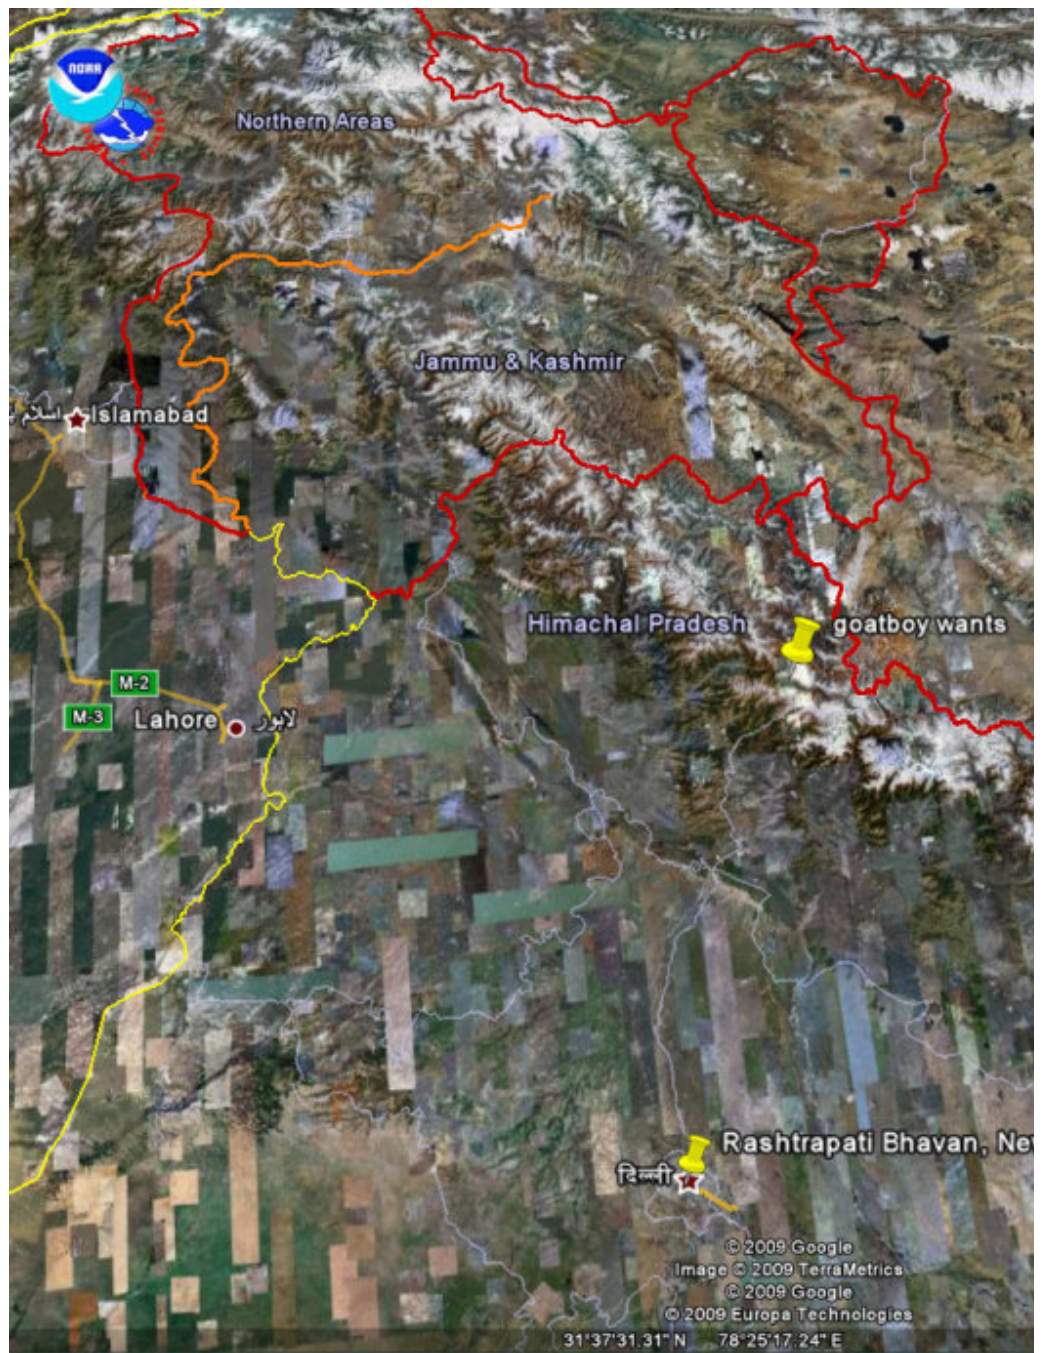 NOAA
Northern Areas
Jammu & Kashmir
Islamabad
Himachal Pradesh
goatboy wants
M-2
M-3
Lahore لاہور
Rashtrapati Bhavan, Ne
दिल्ली
© 2009 Google
Image © 2009 TerraMetrics
© 2009 Google
© 2009 Europa Technologies
31°37'31.31" N 78°25'17.24" E